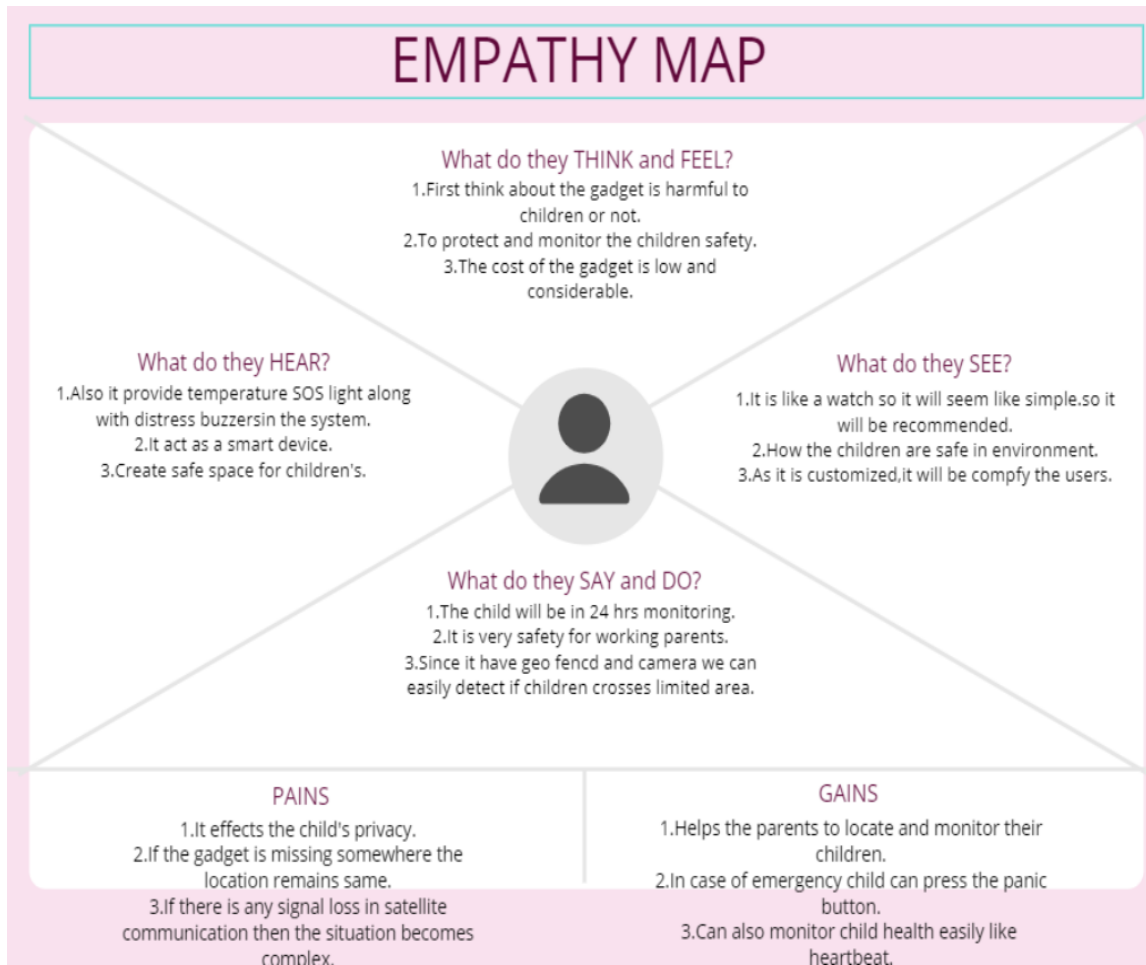 EMPATHY MAP
What do they THINK and FEEL?
1.First think about the gadget is harmful to
children or not.
2.To protect and monitor the children safety.
3.The cost of the gadget is low and
considerable.
What do they HEAR?
1.Also it provide temperature SOS light along
with distress buzzersin the system.
2.It act as a smart device.
3.Create safe space for children's.
What do they SEE?
1.It is like a watch so it will seem like simple.so it
will be recommended.
2.How the children are safe in environment.
3.As it is customized,it will be compfy the users.
What do they SAY and DO?
1.The child will be in 24 hrs monitoring.
2.It is very safety for working parents.
3.Since it have geo fencd and camera we can
easily detect if children crosses limited area.
PAINS
1.It effects the child's privacy.
2.If the gadget is missing somewhere the
location remains same.
3.If there is any signal loss in satellite
communication then the situation becomes
complex.
GAINS
1.Helps the parents to locate and monitor their
children.
2.In case of emergency child can press the panic
button.
3.Can also monitor child health easily like
heartbeat.